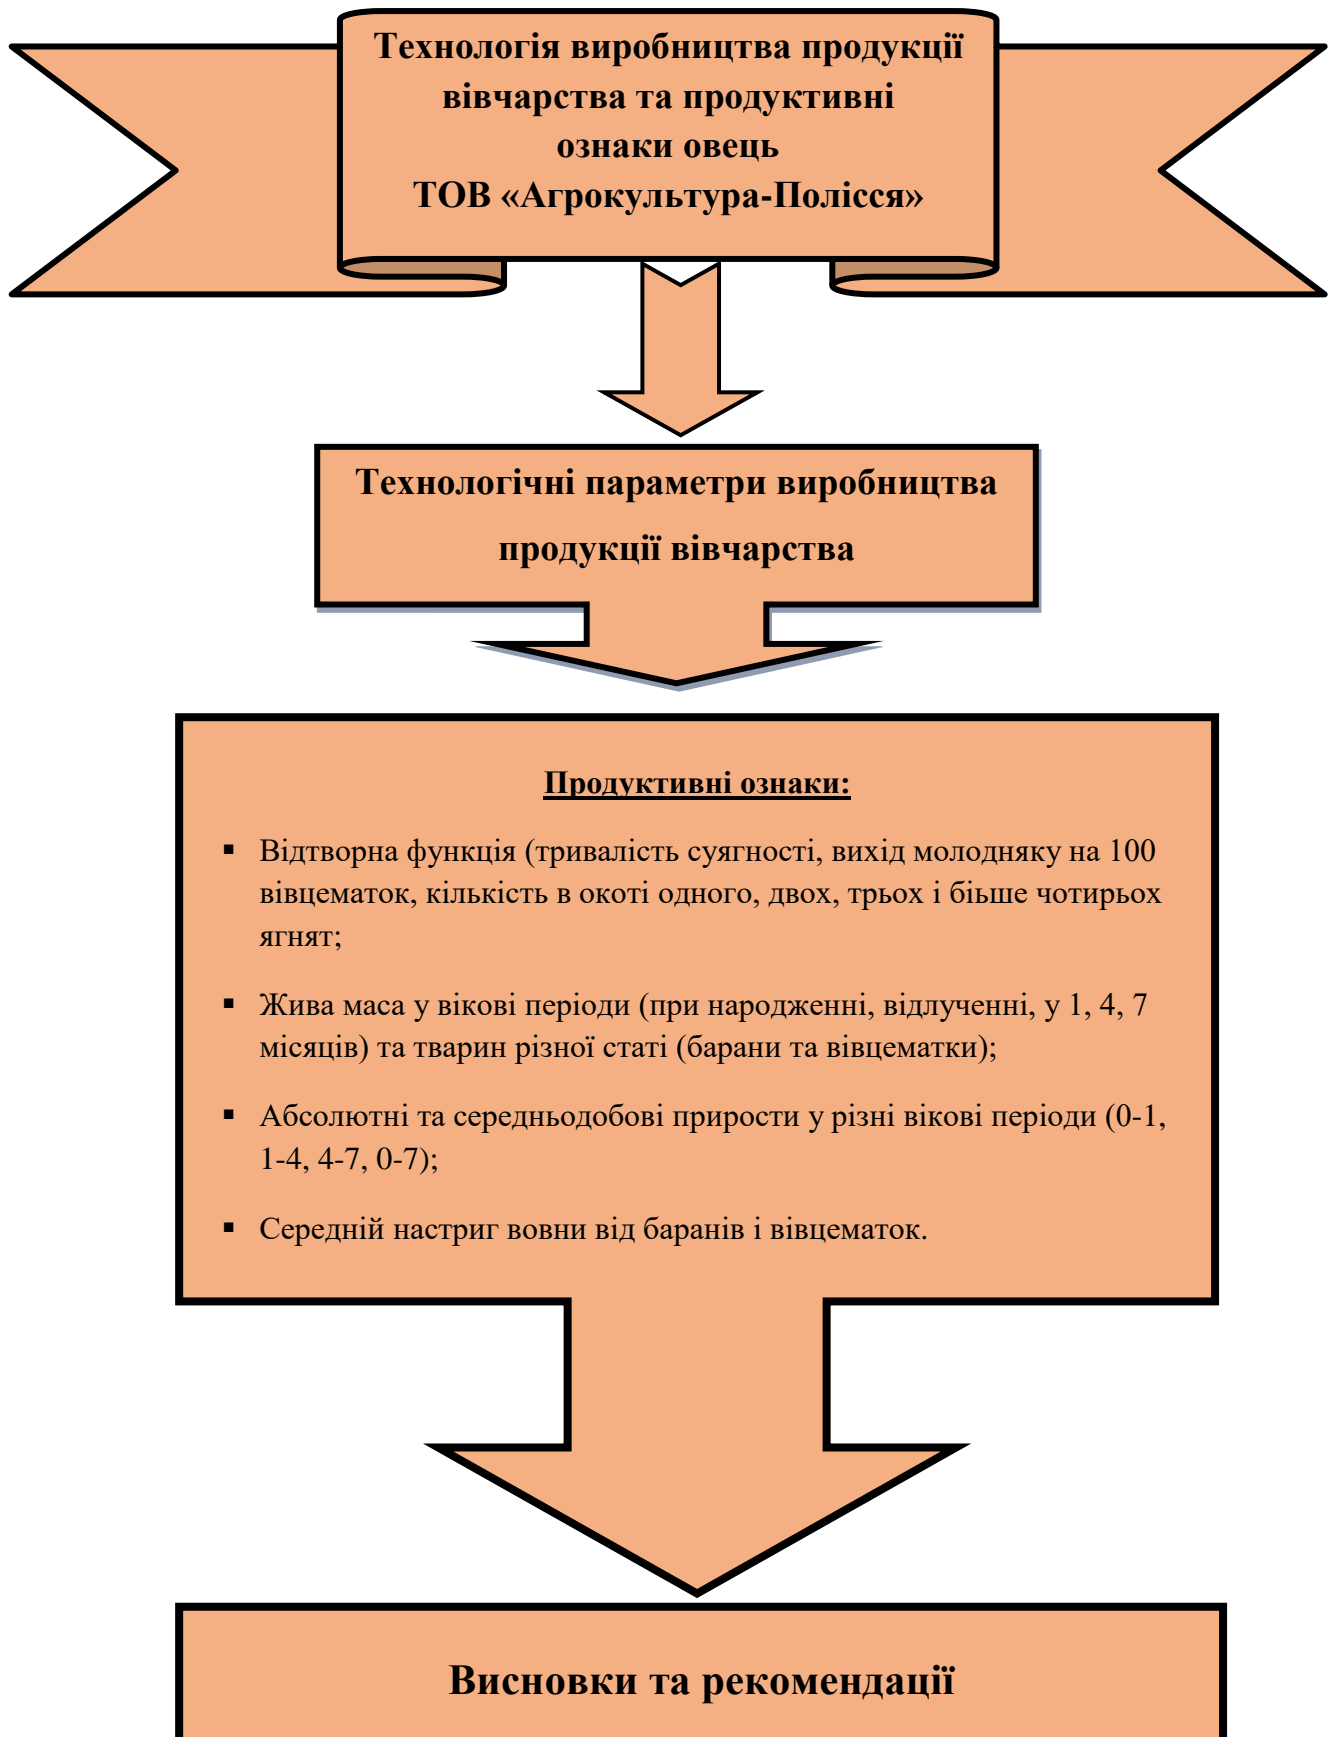 Технологія виробництва продукції
вівчарства та продуктивні
ознаки овець
ТОВ «Агрокультура-Полісся»
Технологічні параметри виробництва
продукції вівчарства
Продуктивні ознаки:
▪ Відтворна функція (тривалість суягності, вихід молодняку на 100
вівцематок, кількість в окоті одного, двох, трьох і біьше чотирьох
ягнят;
▪ Жива маса у вікові періоди (при народженні, відлученні, у 1, 4, 7
місяців) та тварин різної статі (барани та вівцематки);
▪ Абсолютні та середньодобові прирости у різні вікові періоди (0-1,
1-4, 4-7, 0-7);
▪ Середній настриг вовни від баранів і вівцематок.
Висновки та рекомендації